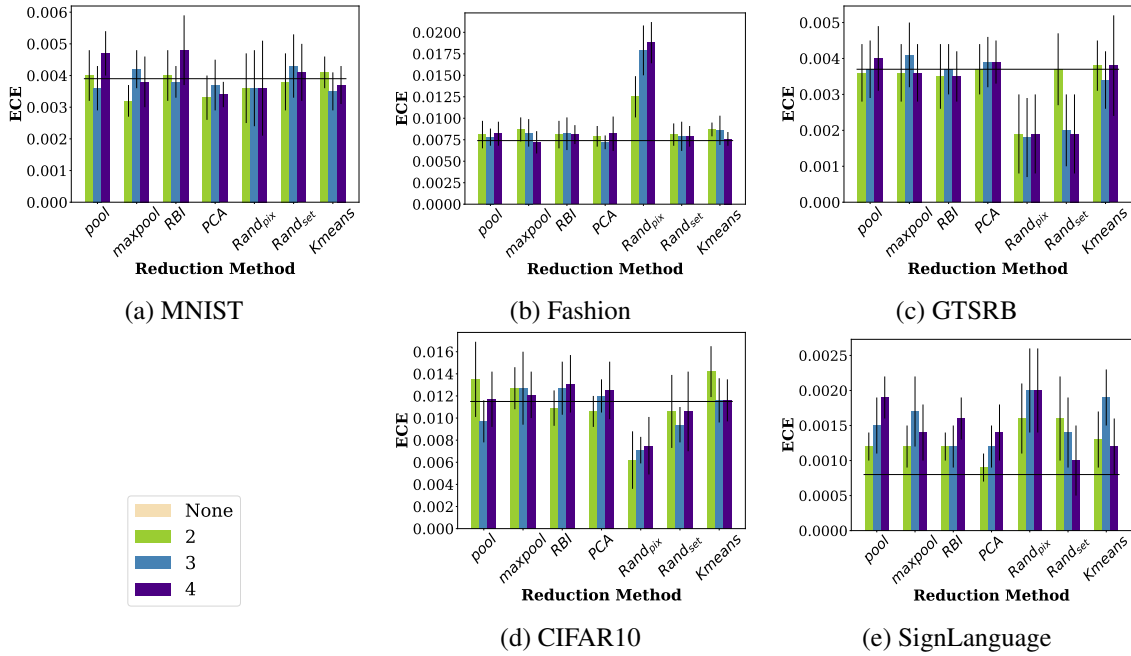 0.006
0.005
0.004
0.003
0.002
0.001
0.000
ECE
pool
maxpool
RBI
PCA
Rand_pix
Rand_set
Kmeans
Reduction Method
(a) MNIST
0.0200
0.0175
0.0150
0.0125
0.0100
0.0075
0.0050
0.0025
0.0000
ECE
pool
maxpool
RBI
PCA
Rand_pix
Rand_set
Kmeans
Reduction Method
(b) Fashion
0.005
0.004
0.003
0.002
0.001
0.000
ECE
pool
maxpool
RBI
PCA
Rand_pix
Rand_set
Kmeans
Reduction Method
(c) GTSRB
None
2
3
4
0.016
0.014
0.012
0.010
0.008
0.006
0.004
0.002
0.000
ECE
pool
maxpool
RBI
PCA
Rand_pix
Rand_set
Kmeans
Reduction Method
(d) CIFAR10
0.0025
0.0020
0.0015
0.0010
0.0005
0.0000
ECE
pool
maxpool
RBI
PCA
Rand_pix
Rand_set
Kmeans
Reduction Method
(e) SignLanguage